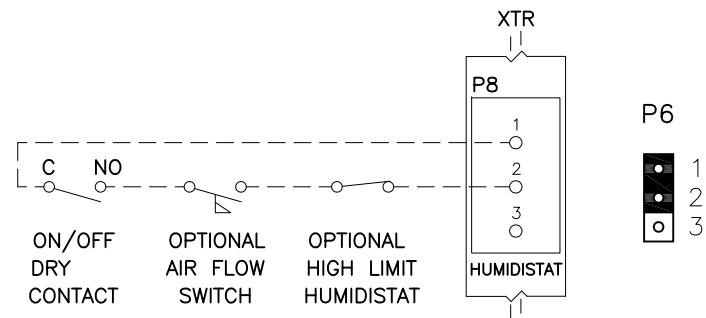 XTR
P8
P6
1
C NO
2
3
1
2
3
ON/OFF
DRY
CONTACT
OPTIONAL
AIR FLOW
SWITCH
OPTIONAL
HIGH LIMIT
HUMIDISTAT
HUMIDISTAT